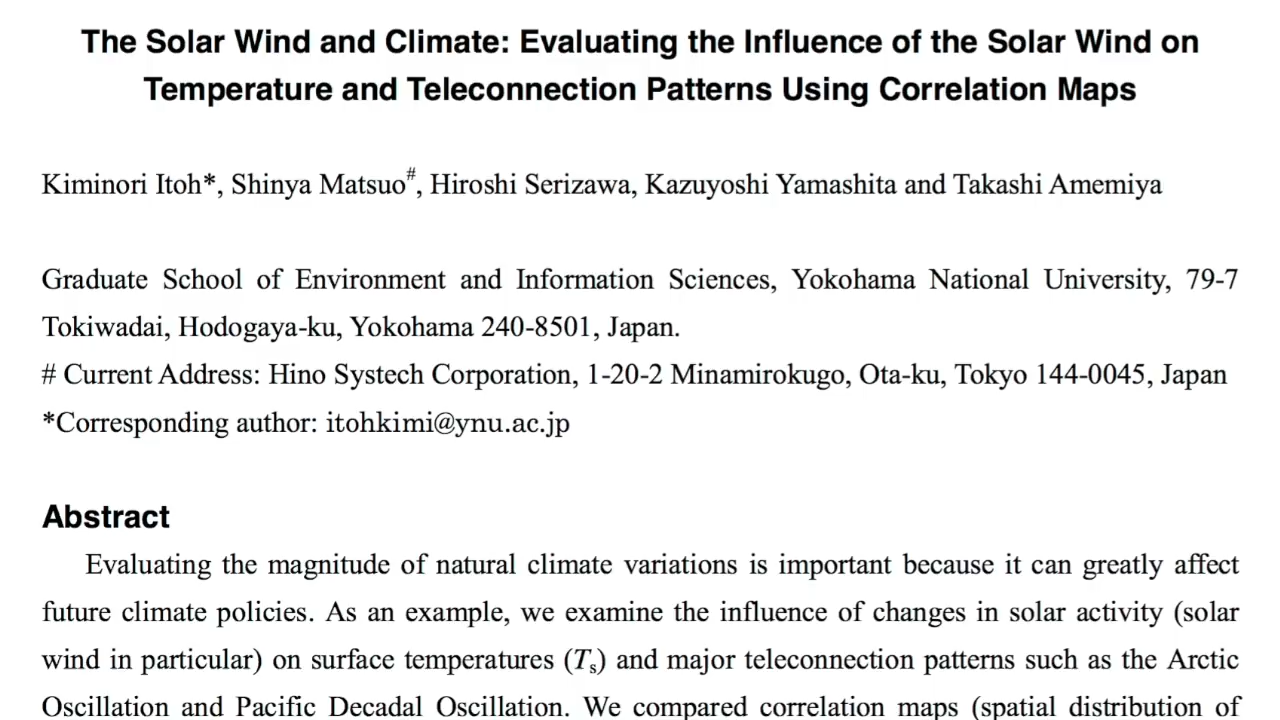 The Solar Wind and Climate: Evaluating the Influence of the Solar Wind on
Temperature and Teleconnection Patterns Using Correlation Maps
Kiminori Itoh*, Shinya Matsuo#, Hiroshi Serizawa, Kazuyoshi Yamashita and Takashi Amemiya
Graduate School of Environment and Information Sciences, Yokohama National University, 79-7
Tokiwadai, Hodogaya-ku, Yokohama 240-8501, Japan.
# Current Address: Hino Systech Corporation, 1-20-2 Minamirokugo, Ota-ku, Tokyo 144-0045, Japan
*Corresponding author: itohkimi@ynu.ac.jp
Abstract
Evaluating the magnitude of natural climate variations is important because it can greatly affect
future climate policies. As an example, we examine the influence of changes in solar activity (solar
wind in particular) on surface temperatures (Ts) and major teleconnection patterns such as the Arctic
Oscillation and Pacific Decadal Oscillation. We compared correlation maps (spatial distribution of